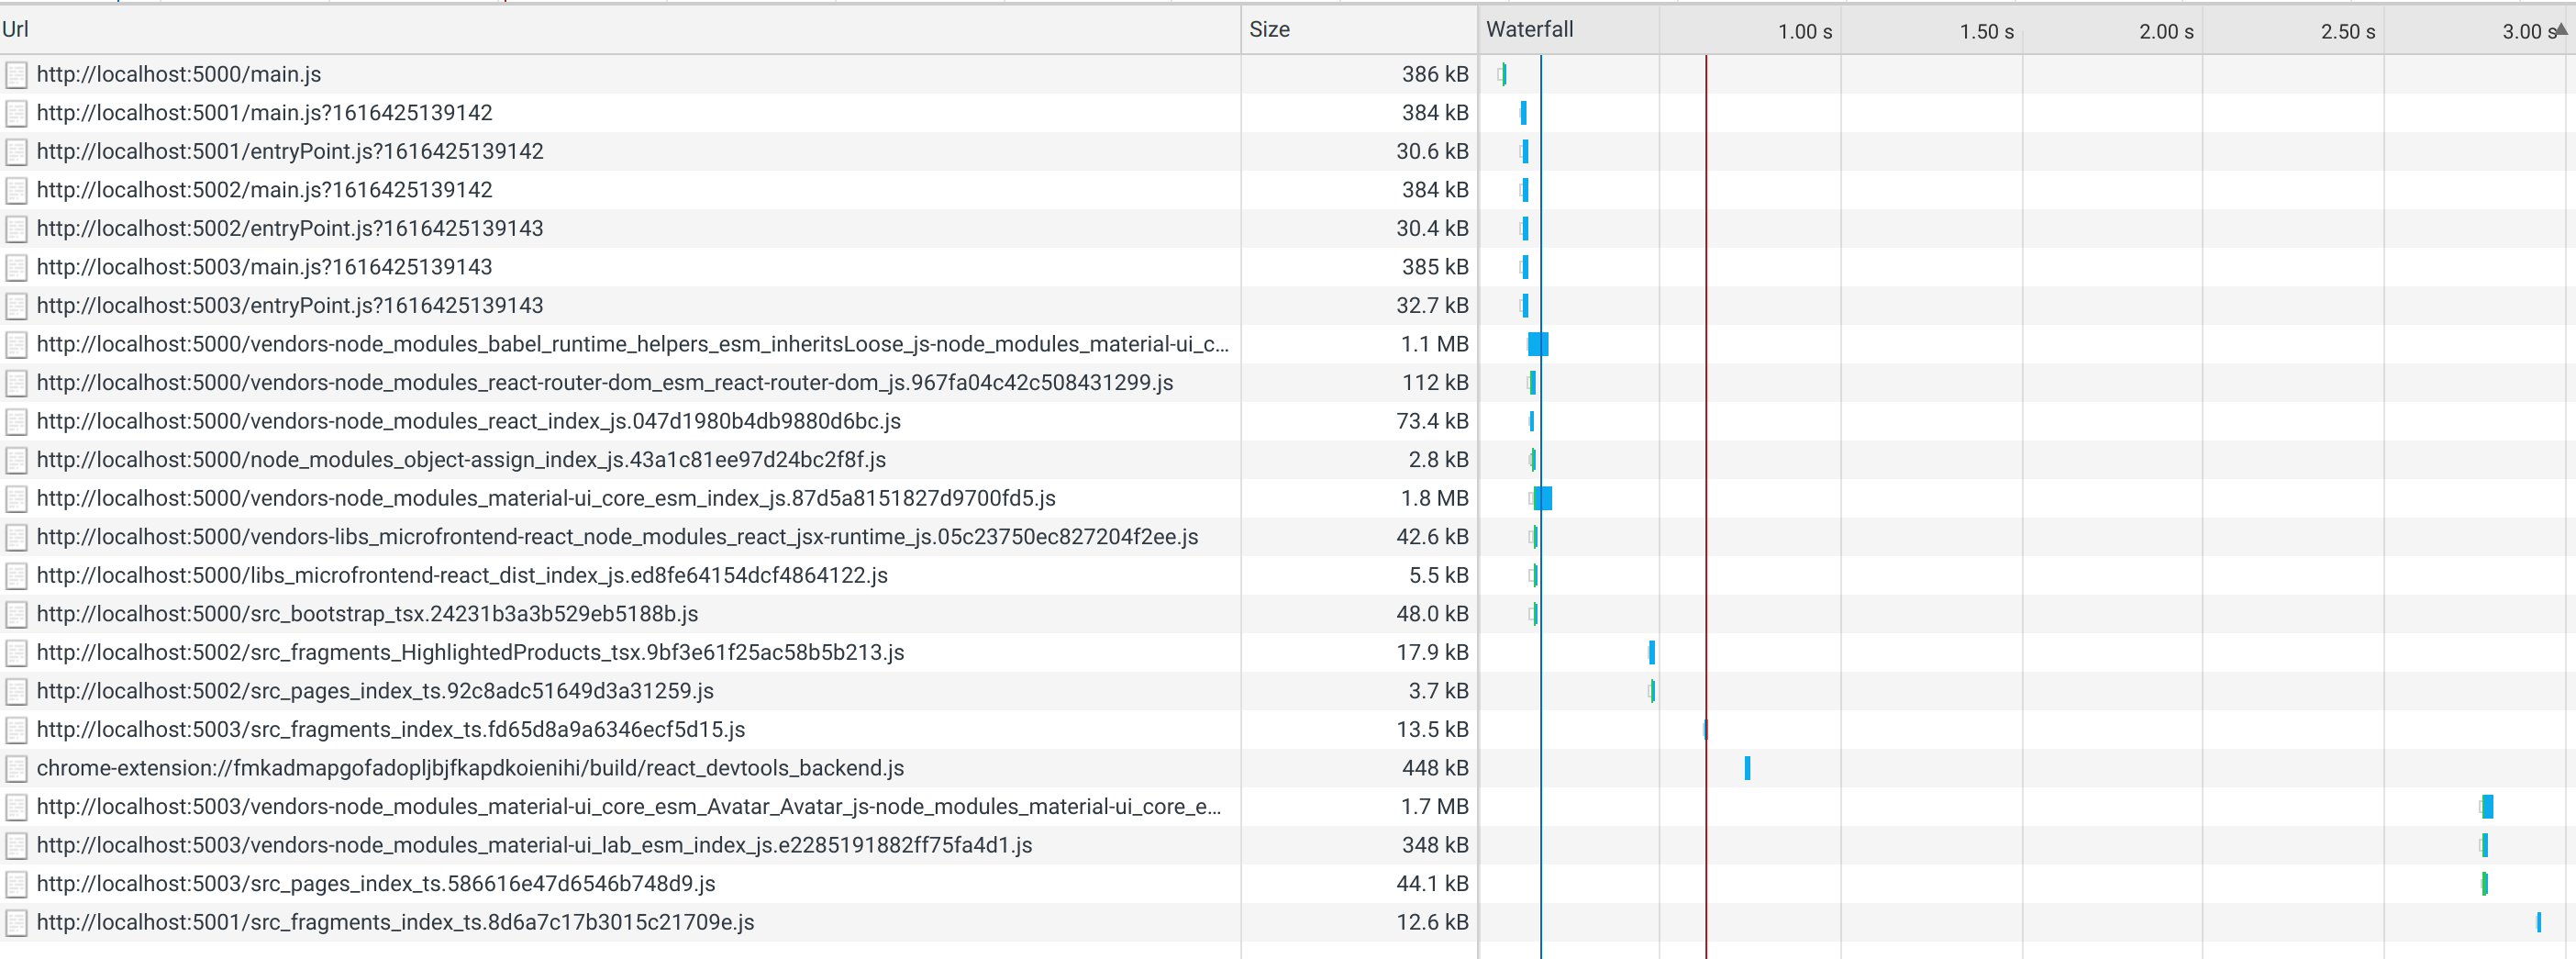 Url Size Waterfall 1.00 s 1.50 s 2.00 s 2.50 s 3.00 s
http://localhost:5000/main.js 386 kB
http://localhost:5001/main.js?1616425139142 384 kB
http://localhost:5001/entryPoint.js?1616425139142 30.6 kB
http://localhost:5002/main.js?1616425139142 384 kB
http://localhost:5002/entryPoint.js?1616425139143 30.4 kB
http://localhost:5003/main.js?1616425139143 385 kB
http://localhost:5003/entryPoint.js?1616425139143 32.7 kB
http://localhost:5000/vendors-node_modules_babel_runtime_helpers_esm_inheritsLoose_js-node_modules_material-ui_c... 1.1 MB
http://localhost:5000/vendors-node_modules_react-router-dom_esm_react-router-dom_js.967fa04c42c508431299.js 112 kB
http://localhost:5000/vendors-node_modules_react_index_js.047d1980b4db9880d6bc.js 73.4 kB
http://localhost:5000/node_modules_object-assign_index_js.43a1c81ee97d24bc2f8f.js 2.8 kB
http://localhost:5000/vendors-node_modules_material-ui_core_esm_index_js.87d5a8151827d9700fd5.js 1.8 MB
http://localhost:5000/vendors-libs_microfrontend-react_node_modules_react_jsx-runtime_js.05c23750ec827204f2ee.js 42.6 kB
http://localhost:5000/libs_microfrontend-react_dist_index_js.ed8fe64154dcf4864122.js 5.5 kB
http://localhost:5000/src_bootstrap_tsx.24231b3a3b529eb5188b.js 48.0 kB
http://localhost:5002/src_fragments_HighlightedProducts_tsx.9bf3e61f25ac58b5b213.js 17.9 kB
http://localhost:5002/src_pages_index_ts.92c8adc51649d3a31259.js 3.7 kB
http://localhost:5003/src_fragments_index_ts.fd65d8a9a6346ecf5d15.js 13.5 kB
chrome-extension://fmkadmapgofadopljbjfkapdkoienihi/build/react_devtools_backend.js 448 kB
http://localhost:5003/vendors-node_modules_material-ui_core_esm_Avatar_Avatar_js-node_modules_material-ui_core_e... 1.7 MB
http://localhost:5003/vendors-node_modules_material-ui_lab_esm_index_js.e2285191882ff75fa4d1.js 348 kB
http://localhost:5003/src_pages_index_ts.586616e47d6546b748d9.js 44.1 kB
http://localhost:5001/src_fragments_index_ts.8d6a7c17b3015c21709e.js 12.6 kB